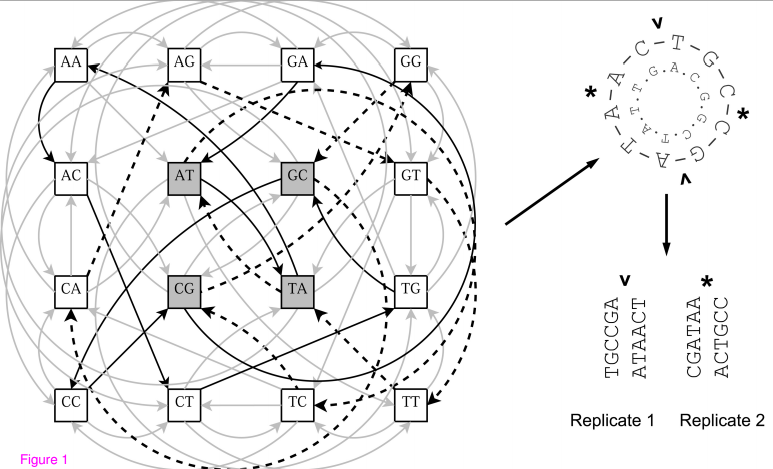 AA AG GA GG
AC AT GC GT
CA CG TA TG
CC CT TC TT
v
C T G C C G A T A A
G A C G G C T A T T
*
*
v
v
*
TGCCGA
ATAACT
CGATAA
ACTGCC
Replicate 1
Replicate 2
Figure 1